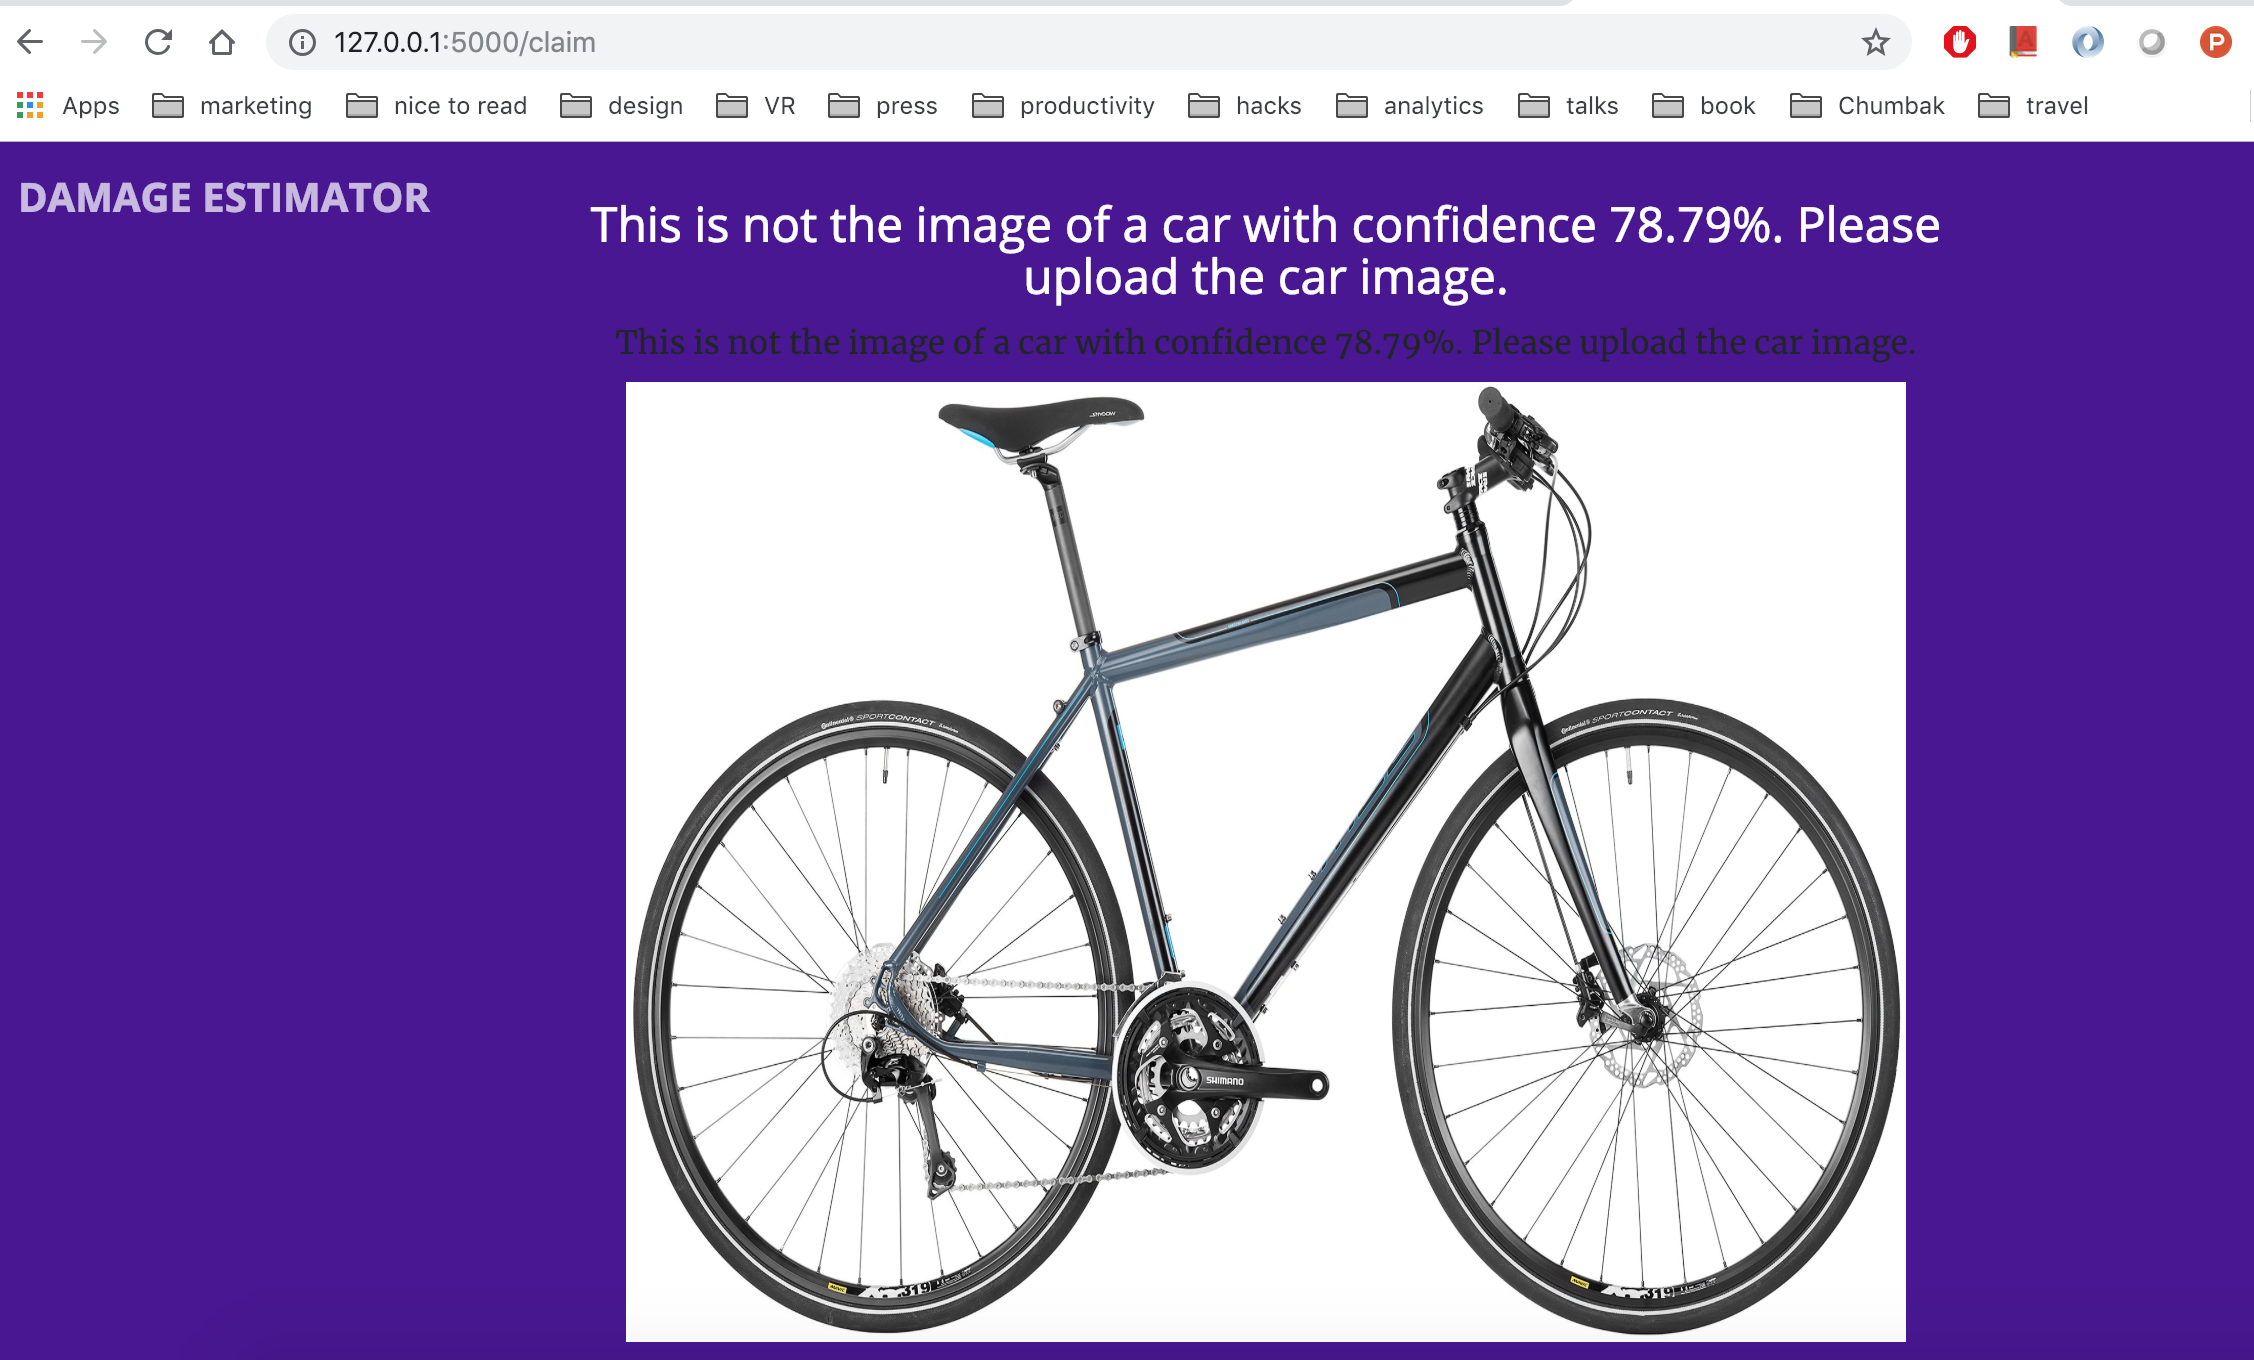 127.0.0.1:5000/claim
P
Apps marketing nice to read design VR press productivity hacks analytics talks book Chumbak travel
DAMAGE ESTIMATOR
This is not the image of a car with confidence 78.79%. Please
upload the car image.
This is not the image of a car with confidence 78.79%. Please upload the car image.
Continental SPORTCONTACT
Continental SPORTCONTACT
SHIMANO
319
319